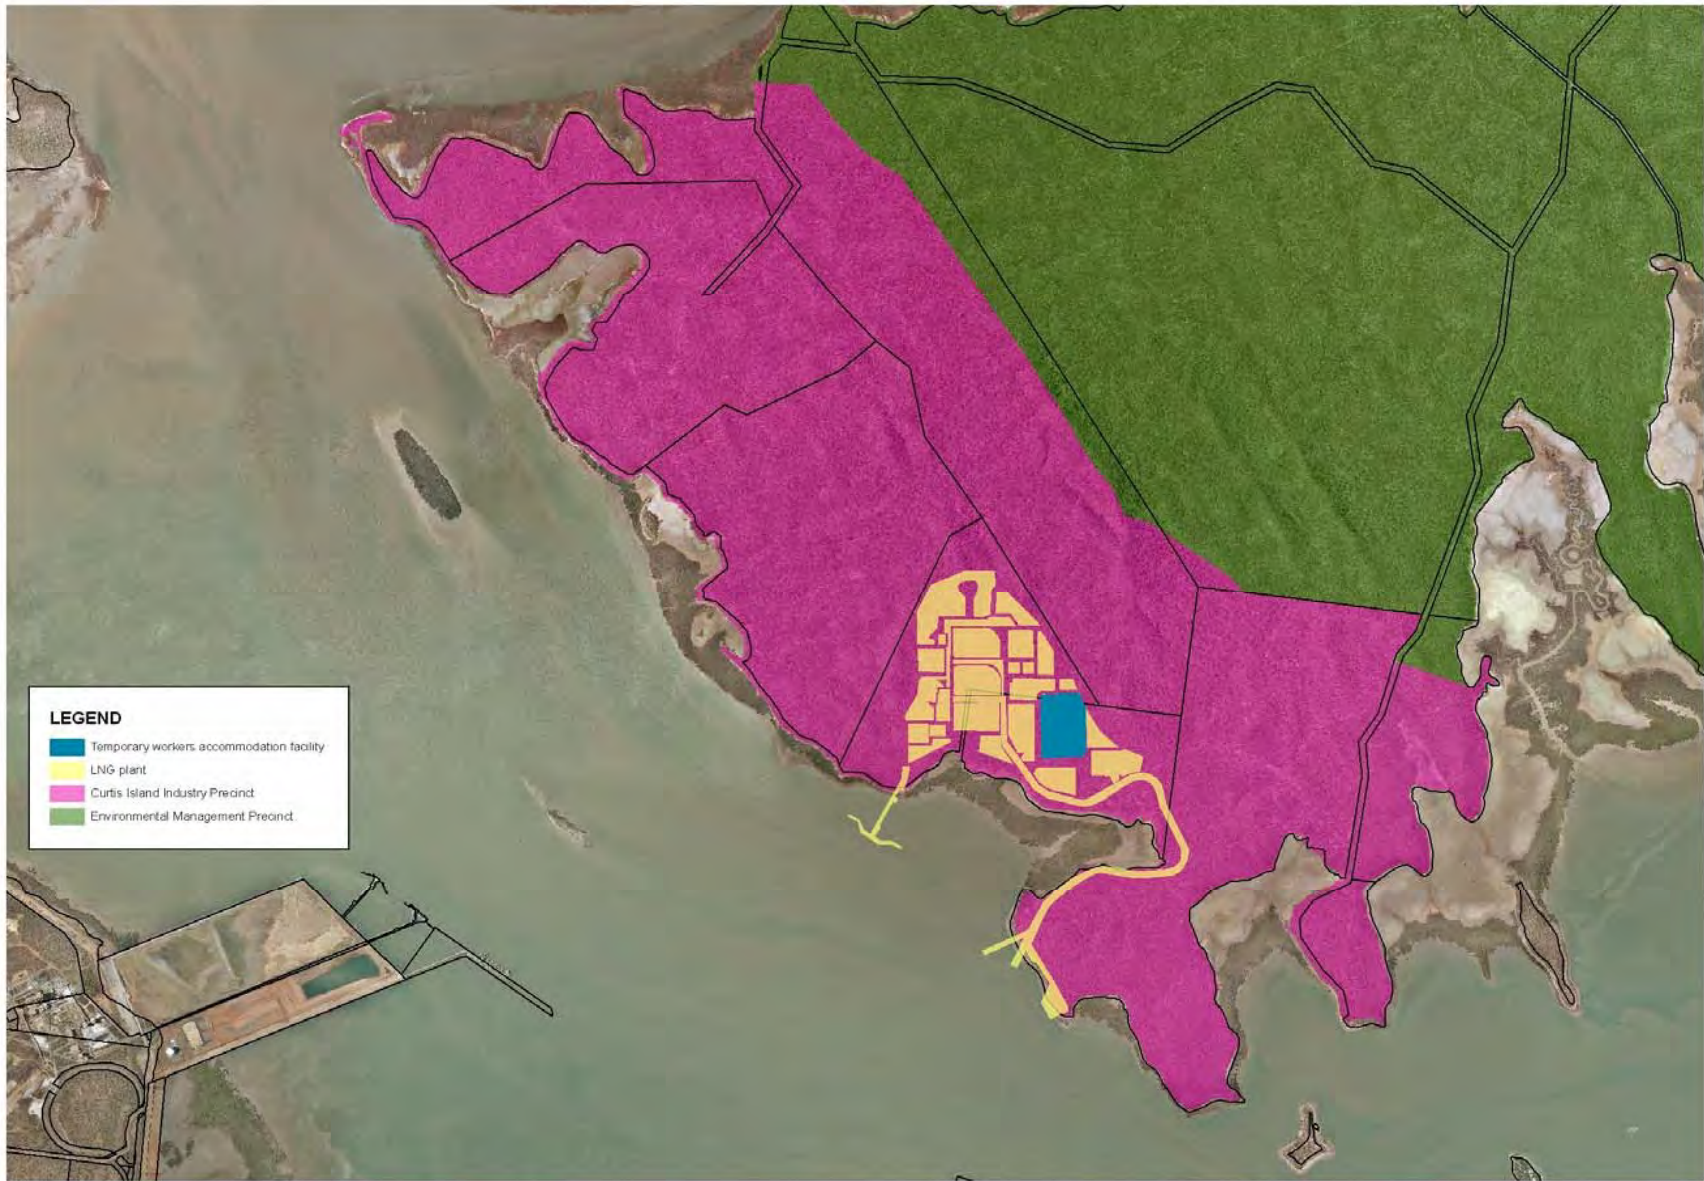 LEGEND
Temporary workers accommodation facility
LNG plant
Curtis Island Industry Precinct
Environmental Management Precinct